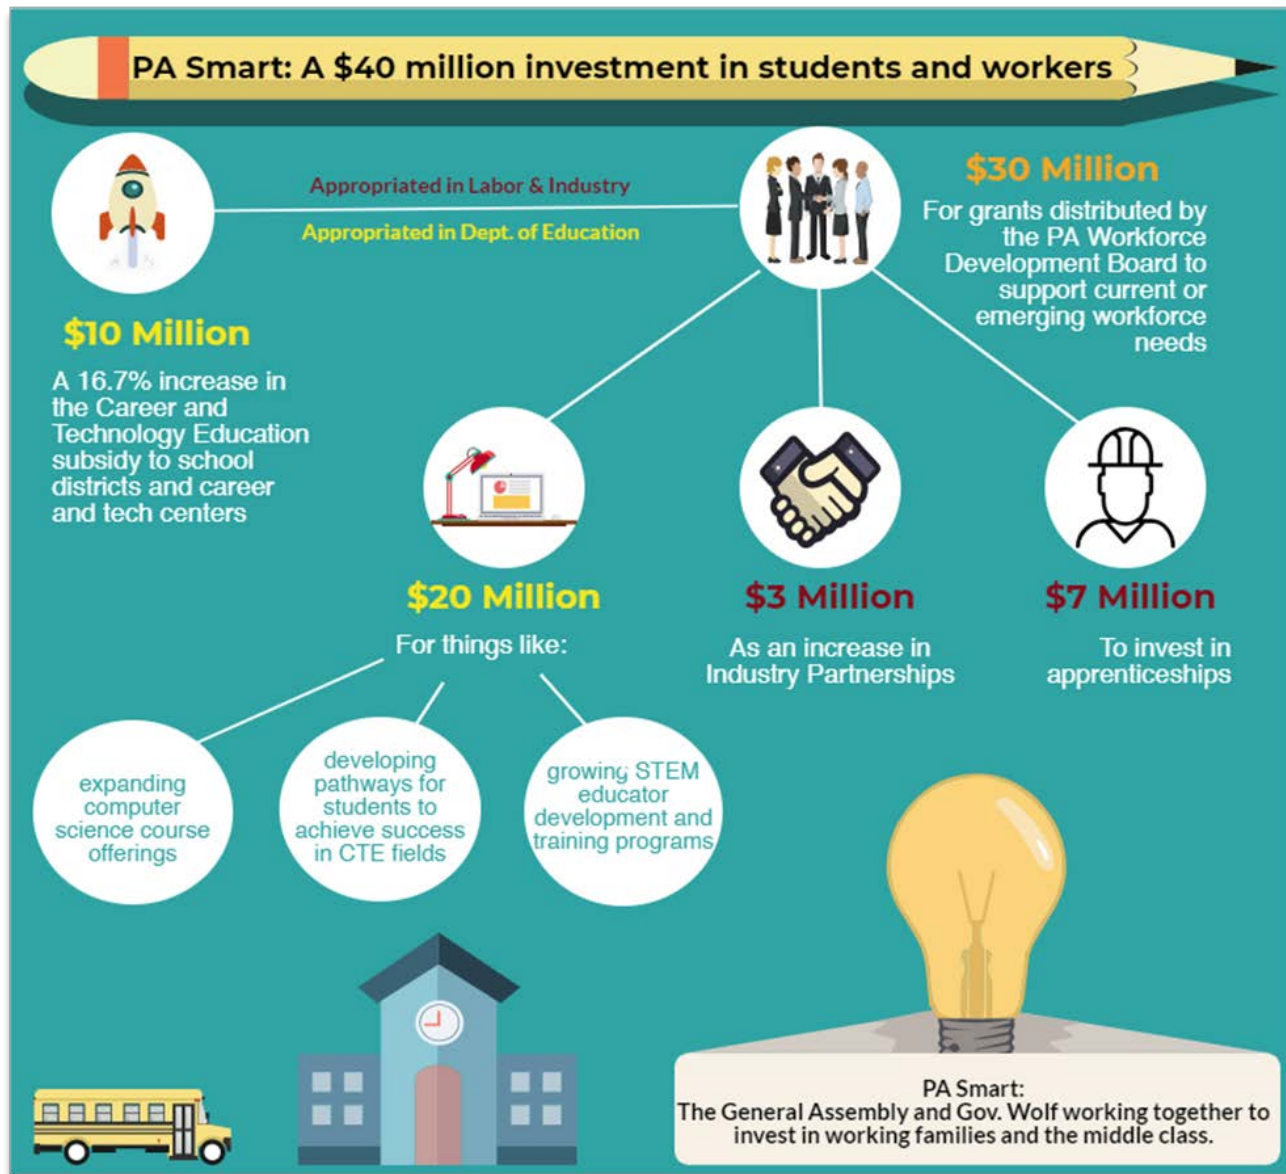 PA Smart: A $40 million investment in students and workers
Appropriated in Labor & Industry
Appropriated in Dept. of Education
$10 Million
A 16.7% increase in
the Career and
Technology Education
subsidy to school
districts and career
and tech centers
$30 Million
For grants distributed by
the PA Workforce
Development Board to
support current or
emerging workforce
needs
$20 Million
For things like:
$3 Million
As an increase in
Industry Partnerships
$7 Million
To invest in
apprenticeships
expanding
computer
science course
offerings
developing
pathways for
students to
achieve success
in CTE fields
growing STEM
educator
development and
training programs
PA Smart:
The General Assembly and Gov. Wolf working together to
invest in working families and the middle class.